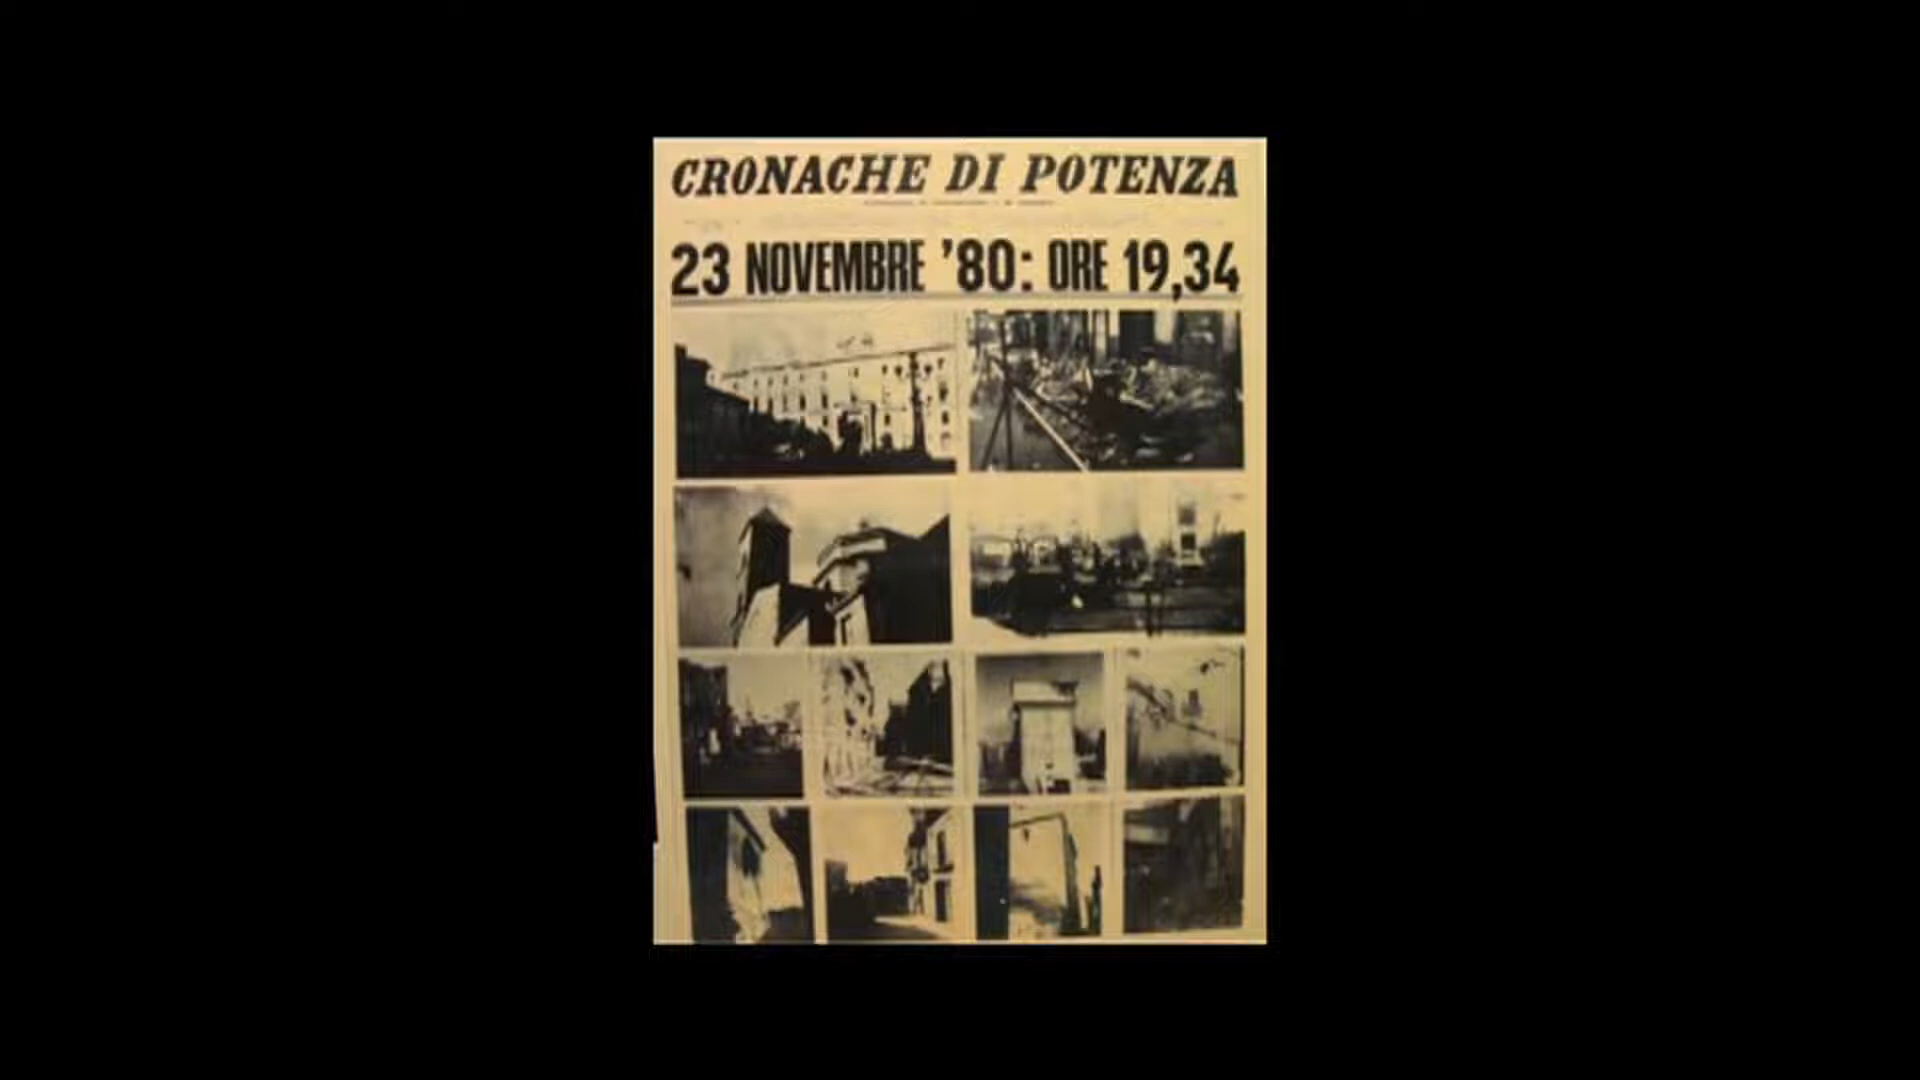 CRONACHE DI POTENZA
23 NOVEMBRE '80: ORE 19,34